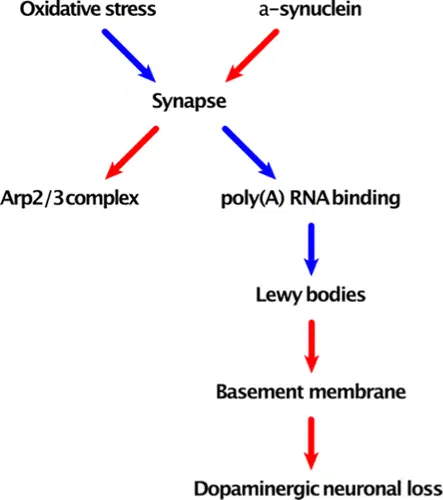 Oxidative stress
a-synuclein
Synapse
Arp2/3 complex
poly(A) RNA binding
Lewy bodies
Basement membrane
Dopaminergic neuronal loss